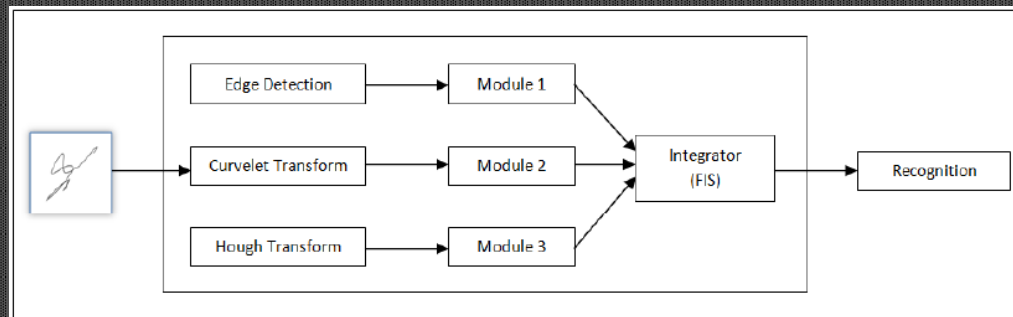 Edge Detection
Module 1
Curvelet Transform
Module 2
Integrator
(FIS)
Recognition
Hough Transform
Module 3